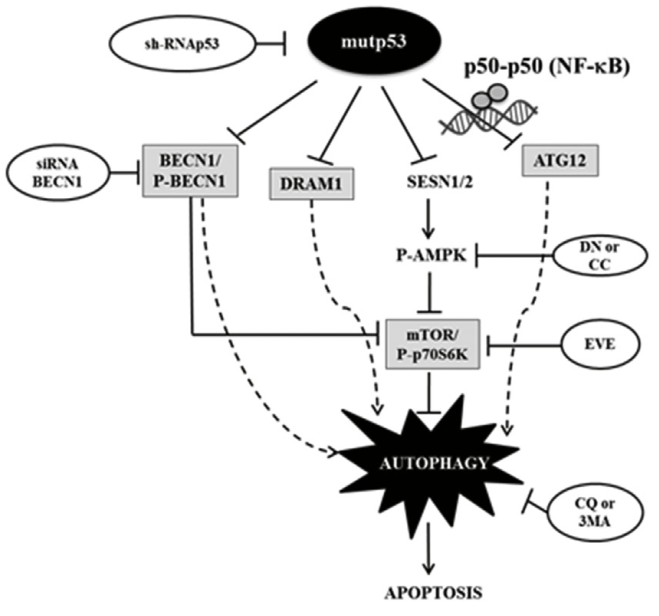 sh-RNAp53
mutp53
p50-p50 (NF-κB)
siRNA
BECN1
BECN1/
P-BECN1
DRAM1
SESN1/2
ATG12
P-AMPK
DN or
CC
mTOR/
P-p70S6K
EVE
AUTOPHAGY
CQ or
3MA
APOPTOSIS